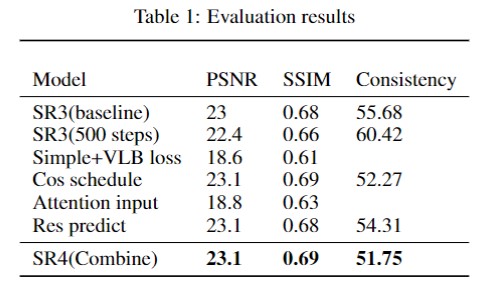 Table 1: Evaluation results
Model PSNR SSIM Consistency
SR3(baseline) 23 0.68 55.68
SR3(500 steps) 22.4 0.66 60.42
Simple+VLB loss 18.6 0.61
Cos schedule 23.1 0.69 52.27
Attention input 18.8 0.63
Res predict 23.1 0.68 54.31
SR4(Combine) 23.1 0.69 51.75